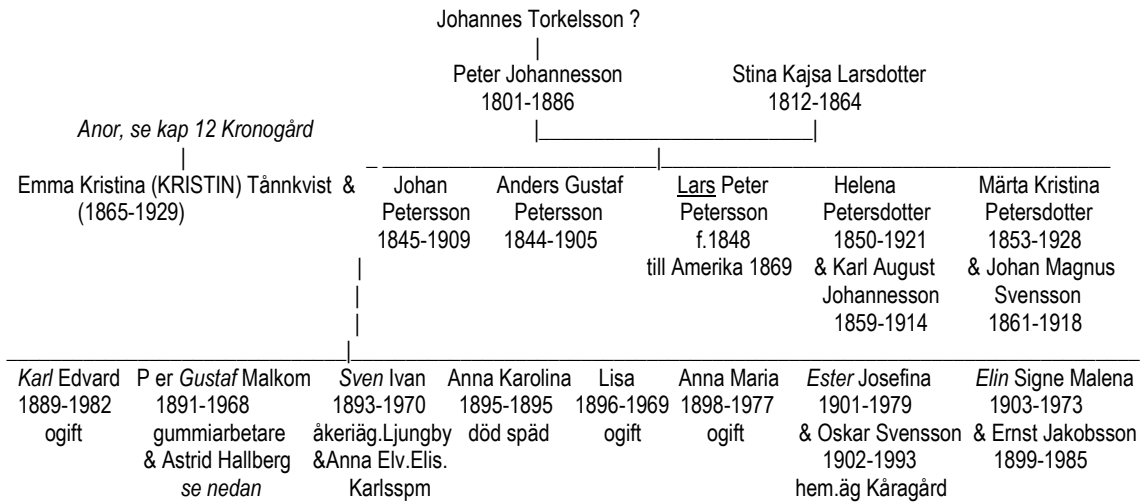 Johannes Torkelsson ?
Peter Johannesson Stina Kajsa Larsdotter
1801-1886 1812-1864
Anor, se kap 12 Kronogård
Emma Kristina (KRISTIN) Tånnkvist & Johan Anders Gustaf Lars Peter Helena Märta Kristina
(1865-1929) Petersson Petersson Petersson Petersdotter Petersdotter
1845-1909 1844-1905 f.1848 1850-1921 1853-1928
till Amerika 1869 & Karl August & Johan Magnus
Johannesson Svensson
1859-1914 1861-1918
Karl Edvard P er Gustaf Malkom Sven Ivan Anna Karolina Lisa Anna Maria Ester Josefina Elin Signe Malena
1889-1982 1891-1968 1893-1970 1895-1895 1896-1969 1898-1977 1901-1979 1903-1973
ogift gummiarbetare åkeriäg.Ljungby död späd ogift ogift & Oskar Svensson & Ernst Jakobsson
& Astrid Hallberg &Anna Elv.Elis. 1902-1993 1899-1985
se nedan Karlsspm hem.äg Kåragård